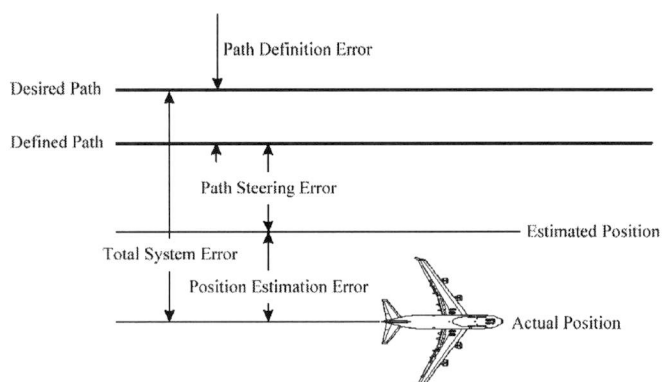 Path Definition Error
Desired Path
Defined Path
Path Steering Error
Estimated Position
Total System Error
Position Estimation Error
Actual Position